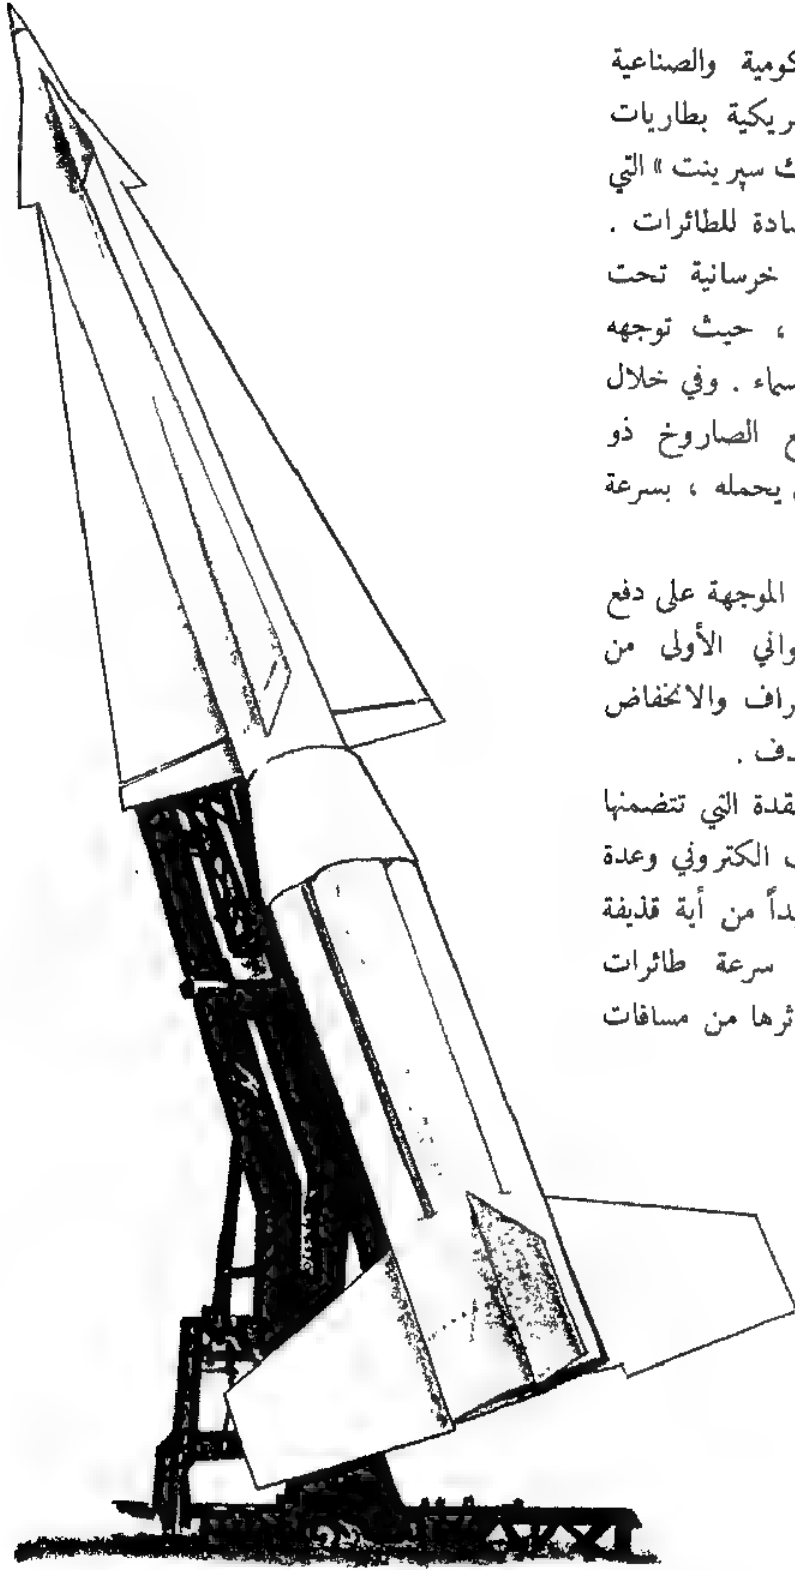 كومية والصناعية
ريكية بطاريات
ك سپرينت » التي
سادة للطائرات .
خرسانية تحت
، حيث توجهه
سماء . وفي خلال
ع الصاروخ ذو
يحمله ، بسرعة
الموجهة على دفع
واني الأولى من
راف والانخفاض
دف .
قدة التي تتضمنها
الكتروني وعدة
يداً من أية قذيفة
سرعة طائرات
ثرها من مسافات